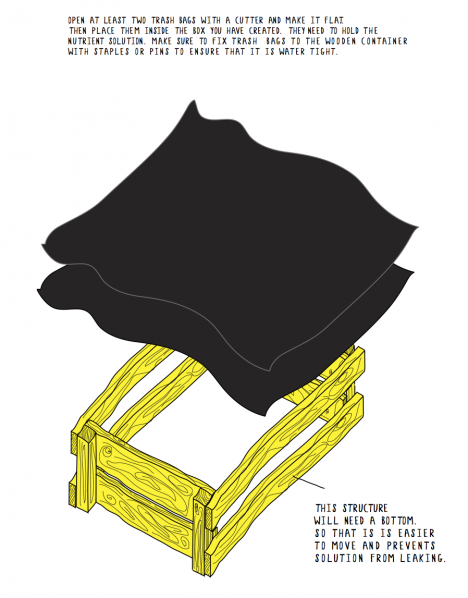 OPEN AT LEAST TWO TRASH BAGS WITH A CUTTER AND MAKE IT FLAT.
THEN PLACE THEM INSIDE THE BOX YOU HAVE CREATED. THEY NEED TO HOLD THE
NUTRIENT SOLUTION. MAKE SURE TO FIX TRASH BAGS TO THE WOODEN CONTAINER
WITH STAPLES OR PINS TO ENSURE THAT IT IS WATER TIGHT.
THIS STRUCTURE
WILL NEED A BOTTOM.
SO THAT IS IS EASIER
TO MOVE AND PREVENTS
SOLUTION FROM LEAKING.